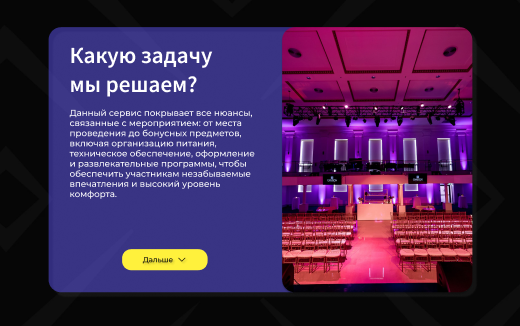 Какую задачу
мы решаем?
Данный сервис покрывает все нюансы,
связанные с мероприятием: от места
проведения до бонусных предметов,
включая организацию питания,
техническое обеспечение, оформление
и развлекательные программы, чтобы
обеспечить участникам незабываемые
впечатления и высокий уровень
комфорта.
Дальше